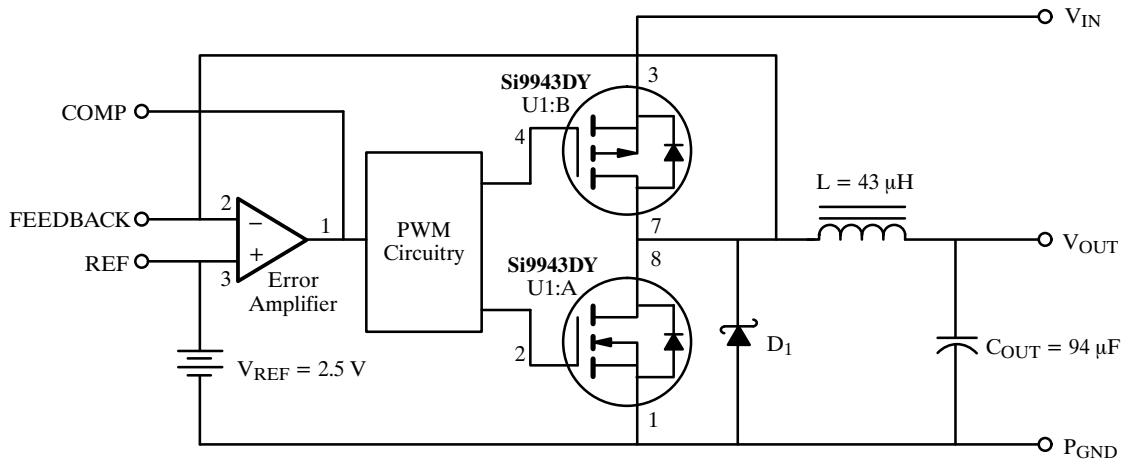 V_IN
Si9943DY
U1:B
3
COMP
4
L = 43 µH
FEEDBACK
2
1
PWM
Circuitry
7
V_OUT
8
REF
3
Error
Amplifier
Si9943DY
U1:A
2
D_1
V_REF = 2.5 V
C_OUT = 94 µF
1
P_GND